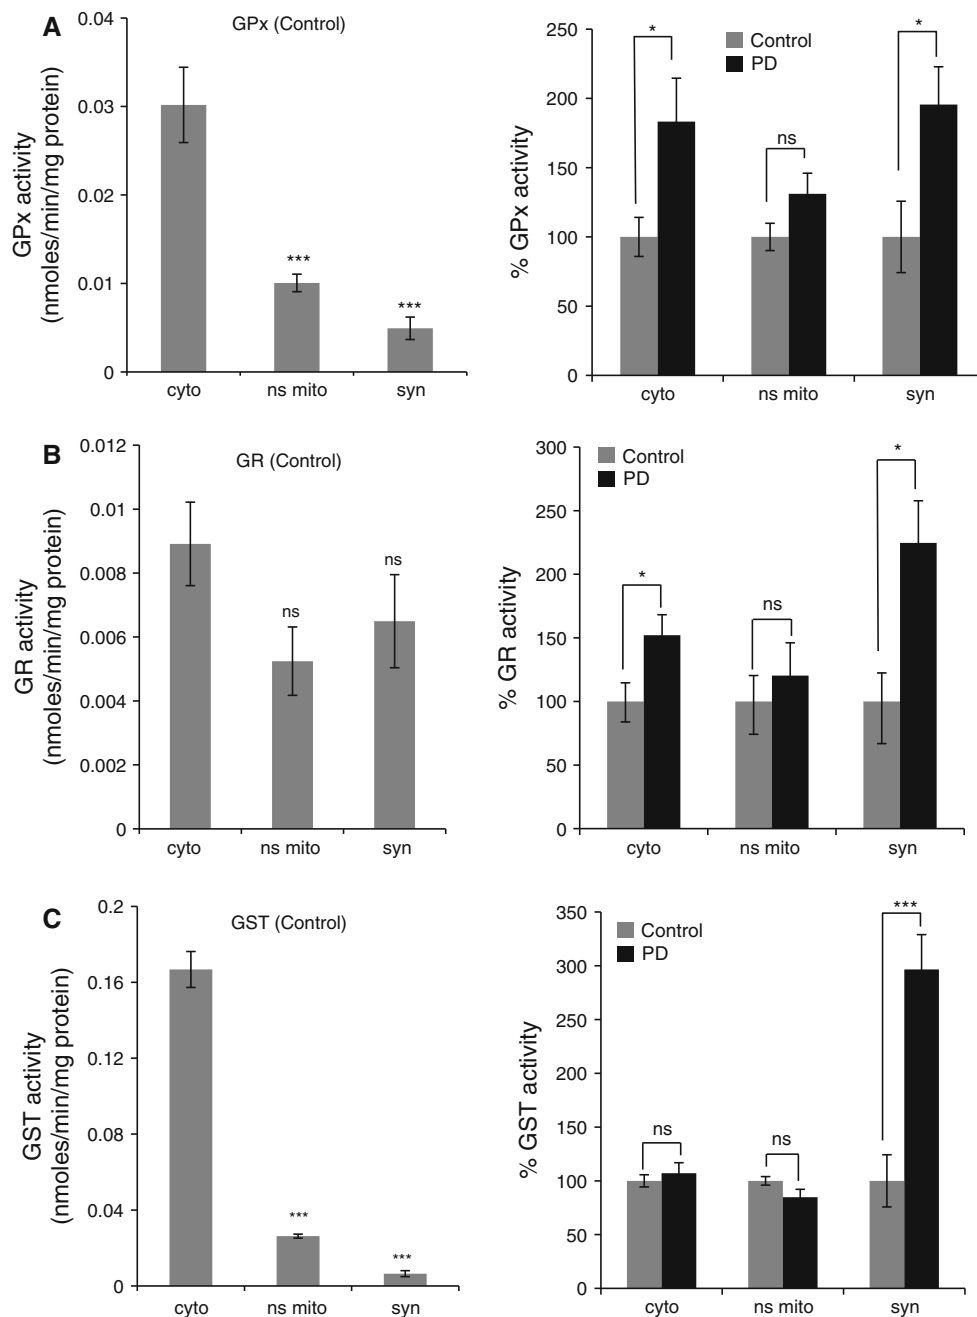 A
GPx (Control)
GPx activity
(nmoles/min/mg protein)
0.04
0.03
0.02
0.01
0
***
***
cyto
ns mito
syn
Control
PD
% GPx activity
250
200
150
100
50
0
*
ns
*
cyto
ns mito
syn
B
GR (Control)
GR activity
(nmoles/min/mg protein)
0.012
0.01
0.008
0.006
0.004
0.002
0
ns
ns
cyto
ns mito
syn
Control
PD
% GR activity
300
250
200
150
100
50
0
*
ns
*
cyto
ns mito
syn
C
GST (Control)
GST activity
(nmoles/min/mg protein)
0.2
0.16
0.12
0.08
0.04
0
***
***
cyto
ns mito
syn
Control
PD
% GST activity
350
300
250
200
150
100
50
0
ns
ns
***
cyto
ns mito
syn